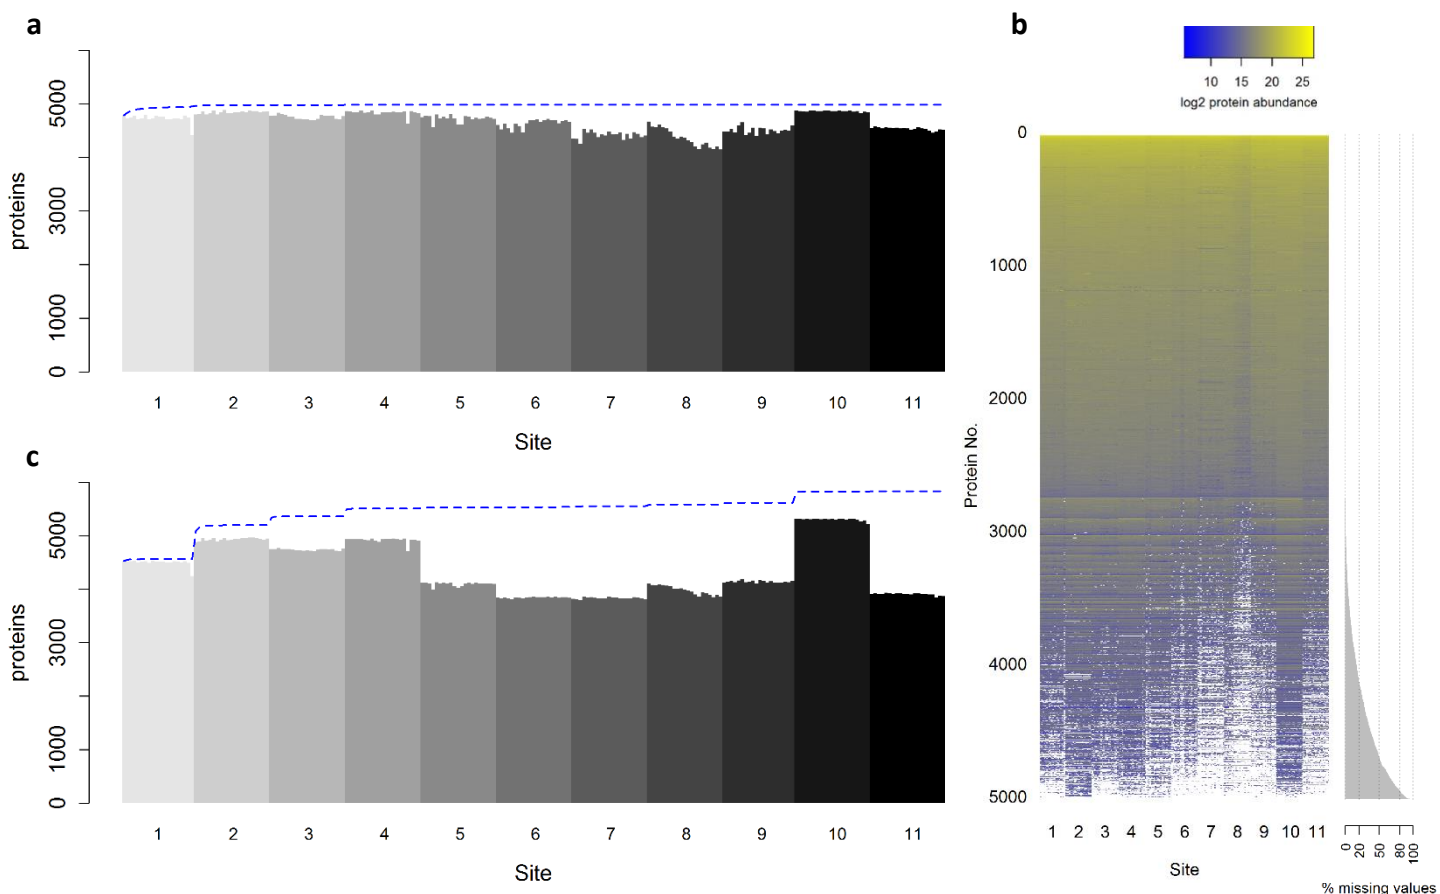 a
proteins
5000
3000
1000
0
1 2 3 4 5 6 7 8 9 10 11
Site
b
10 15 20 25
log2 protein abundance
Protein No.
0
1000
2000
3000
4000
5000
1 2 3 4 5 6 7 8 9 10 11
Site
0 20 50 80 100
% missing values
c
proteins
5000
3000
1000
0
1 2 3 4 5 6 7 8 9 10 11
Site